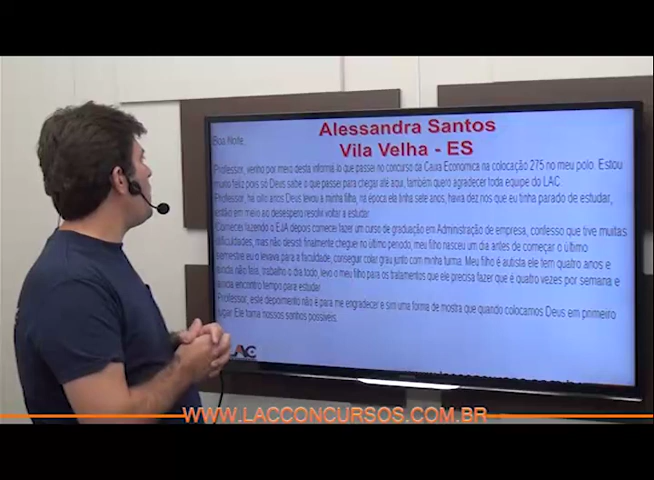 Alessandra Santos
Vila Velha - ES
Boa Noite,
Professor, venho por meio desta informa lo que passei no concurso da Caixa Economica na colocação 275 no meu polo. Estou
muito feliz pois só Deus sabe o que passei para chegar até aqui, também quero agradecer toda equipe do LAC.
Professor, há oito anos Deus levou a minha filha, na época ela tinha sete anos, havia dez nos que eu tinha parado de estudar,
então em meio ao desespero resolvi voltar a estudar.
Comecei fazendo o EJA depois comecei fazer um curso de graduação em Administração de empresa, confesso que tive muitas
dificuldades, mas não desisti finalmente cheguei no último período, meu filho nasceu um dia antes de começar o último
semestre eu o levava para a faculdade, consegui colar grau junto com minha turma. Meu filho é autista ele tem quatro anos e
ainda não fala, trabalho o dia todo, levo o meu filho para os tratamentos que ele precisa fazer que é quatro vezes por semana e
ainda encontro tempo para estudar.
Professor, este depoimento não é para me engradecer e sim uma forma de mostra que quando colocamos Deus em primeiro
lugar Ele torna nossos sonhos possíveis.
LAC
WWW.LACCONCURSOS.COM.BR